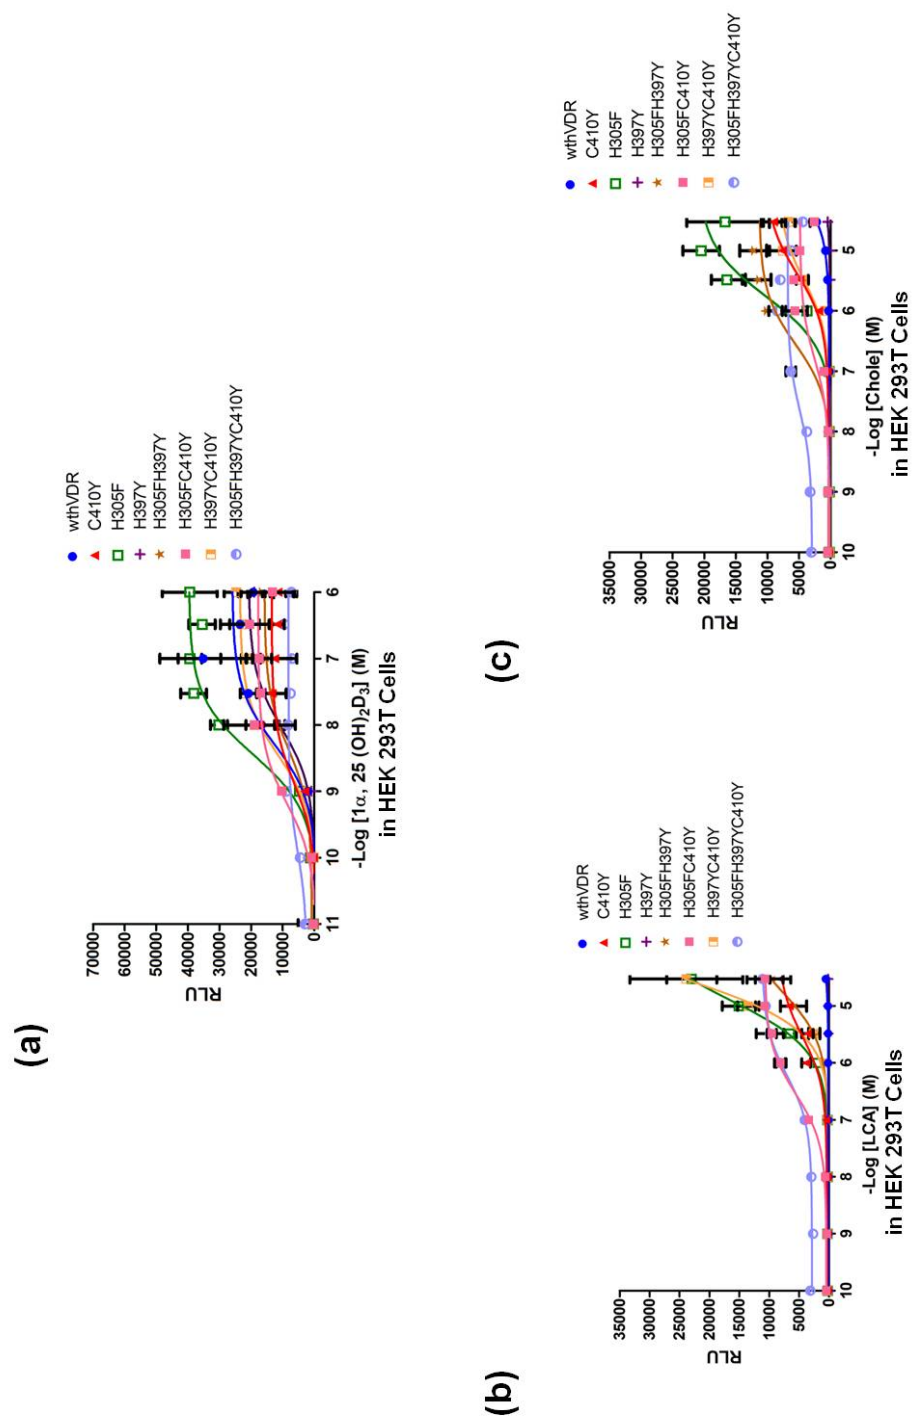 (a)
RLU
70000
60000
50000
40000
30000
20000
10000
0
11 10 9 8 7 6
-Log [1α, 25 (OH)₂D₃] (M)
in HEK 293T Cells
wthVDR
C410Y
H305F
H397Y
H305FH397Y
H305FC410Y
H397YC410Y
H305FH397YC410Y
(b)
RLU
35000
30000
25000
20000
15000
10000
5000
0
10 9 8 7 6 5
-Log [LCA] (M)
in HEK 293T Cells
wthVDR
C410Y
H305F
H397Y
H305FH397Y
H305FC410Y
H397YC410Y
H305FH397YC410Y
(c)
RLU
35000
30000
25000
20000
15000
10000
5000
0
10 9 8 7 6 5
-Log [Chole] (M)
in HEK 293T Cells
wthVDR
C410Y
H305F
H397Y
H305FH397Y
H305FC410Y
H397YC410Y
H305FH397YC410Y